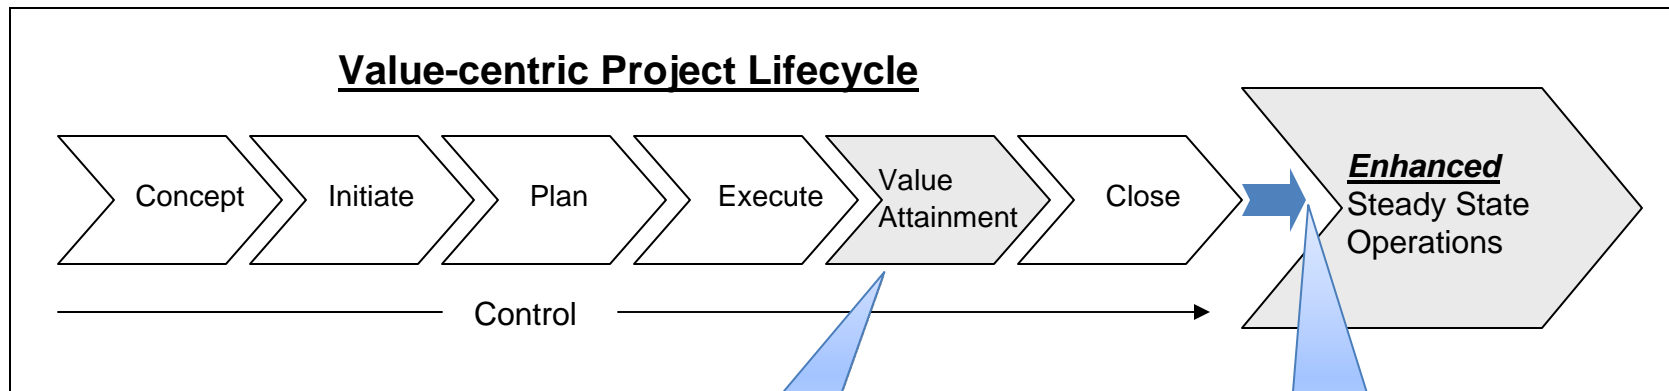 Value-centric Project Lifecycle
Concept
Initiate
Plan
Execute
Value
Attainment
Close
Enhanced
Steady State
Operations
Control